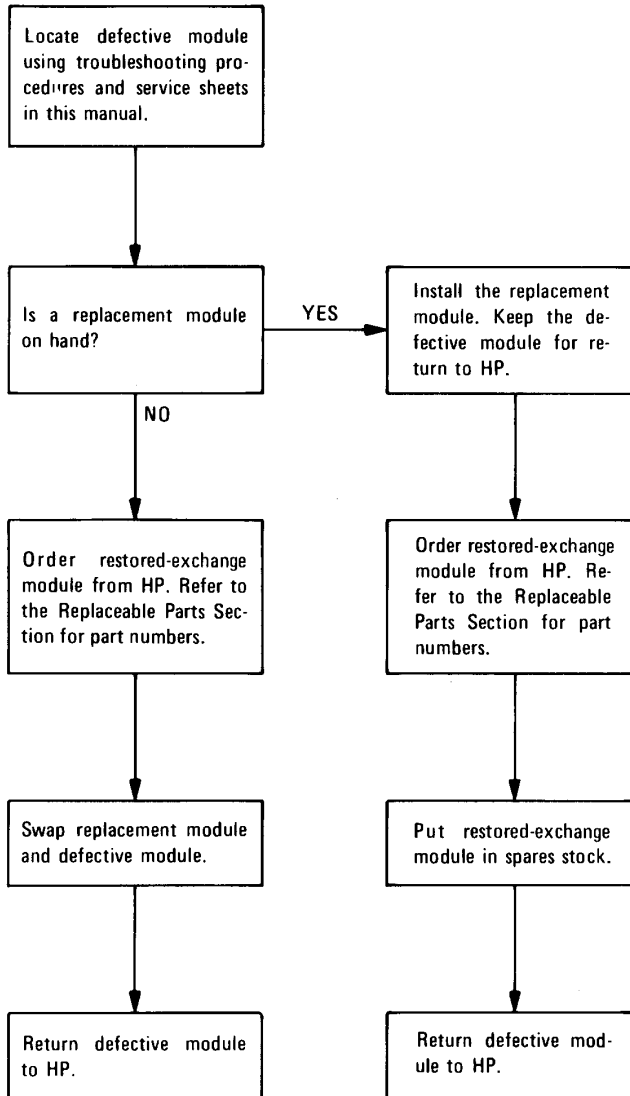 Locate defective module
using troubleshooting pro-
cedures and service sheets
in this manual.
Is a replacement module
on hand?
YES
Install the replacement
module. Keep the de-
fective module for re-
turn to HP.
NO
Order restored-exchange
module from HP. Refer to
the Replaceable Parts Sec-
tion for part numbers.
Order restored-exchange
module from HP. Re-
fer to the Replaceable
Parts Section for part
numbers.
Swap replacement module
and defective module.
Put restored-exchange
module in spares stock.
Return defective module
to HP.
Return defective mod-
ule to HP.